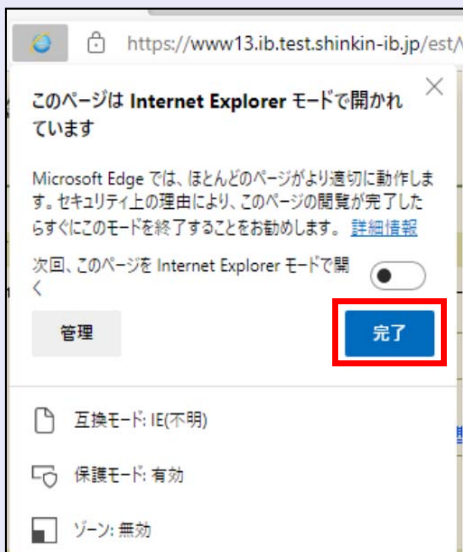 https://www13.ib.test.shinkin-ib.jp/est/
このページは Internet Explorer モードで開かれ
ています
Microsoft Edge では、ほとんどのページがより適切に動作しま
す。セキュリティ上の理由により、このページの閲覧が完了した
らすぐにこのモードを終了することをお勧めします。 詳細情報
次回、このページを Internet Explorer モードで開
く
管理
完了
互換モード: IE(不明)
保護モード: 有効
ゾーン: 無効